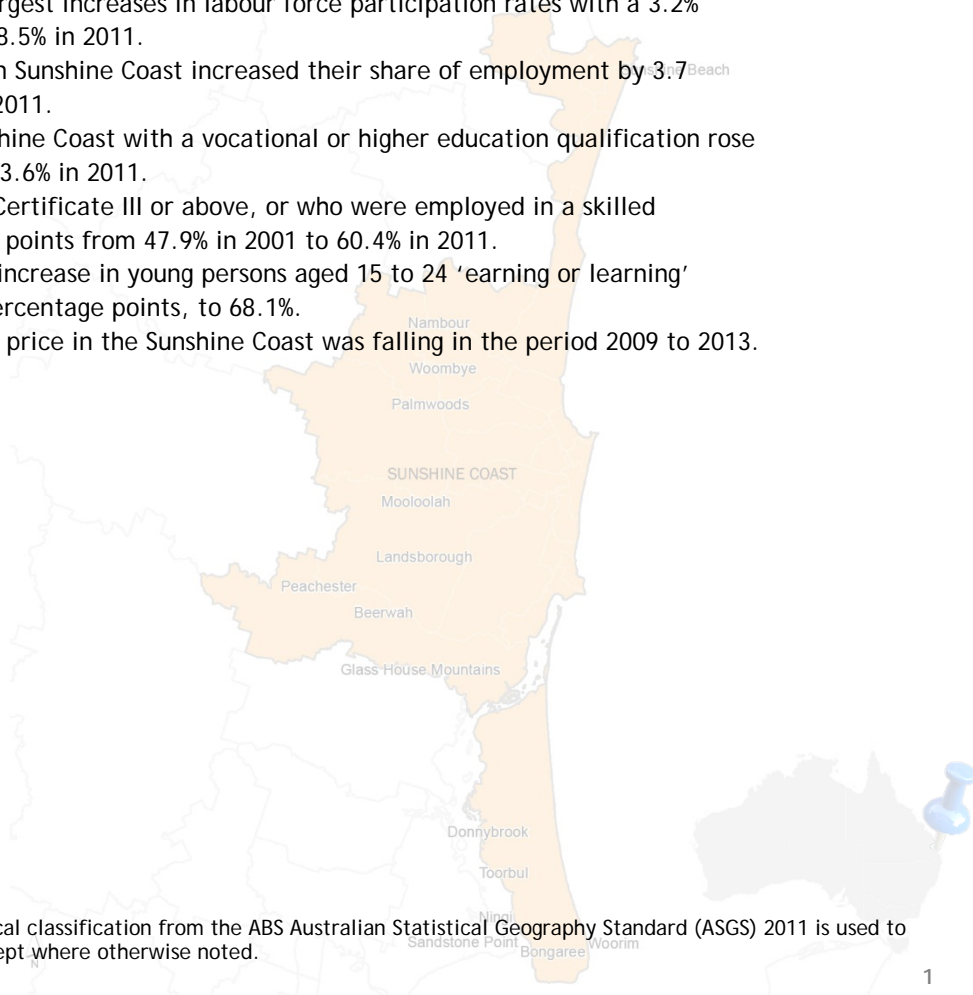 rgest increases in labour force participation rates with a 3.2%
8.5% in 2011.
n Sunshine Coast increased their share of employment by 3.7
Sunshine Beach
2011.
hine Coast with a vocational or higher education qualification rose
3.6% in 2011.
Certificate III or above, or who were employed in a skilled
points from 47.9% in 2001 to 60.4% in 2011.
increase in young persons aged 15 to 24 ‘earning or learning’
ercentage points, to 68.1%.
Nambour
price in the Sunshine Coast was falling in the period 2009 to 2013.
Woombye
Palmwoods
SUNSHINE COAST
Mooloolah
Landsborough
Peachester
Beerwah
Glass House Mountains
Donnybrook
Toorbul
Ningi
cal classification from the ABS Australian Statistical Geography Standard (ASGS) 2011 is used to
Sandstone Point
Woorim
ept where otherwise noted.
Bongaree
N
1